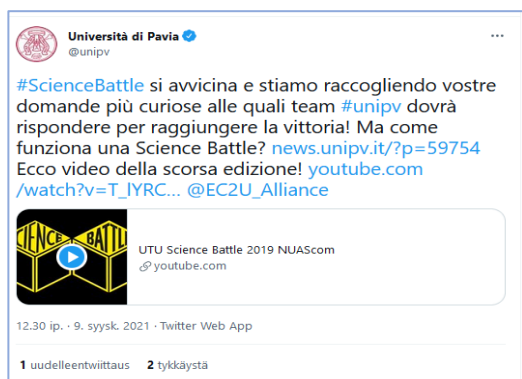 Università di Pavia
@unipv
#ScienceBattle si avvicina e stiamo raccogliendo vostre
domande più curiose alle quali team #unipv dovrà
rispondere per raggiungere la vittoria! Ma come
funziona una Science Battle? news.unipv.it/?p=59754
Ecco video della scorsa edizione! youtube.com
/watch?v=T_lYRC... @EC2U_Alliance
IENCE BATTL
UTU Science Battle 2019 NUAScom
youtube.com
12.30 ip. · 9. syysk. 2021 · Twitter Web App
1 uudelleentwiittaus 2 tykkäystä